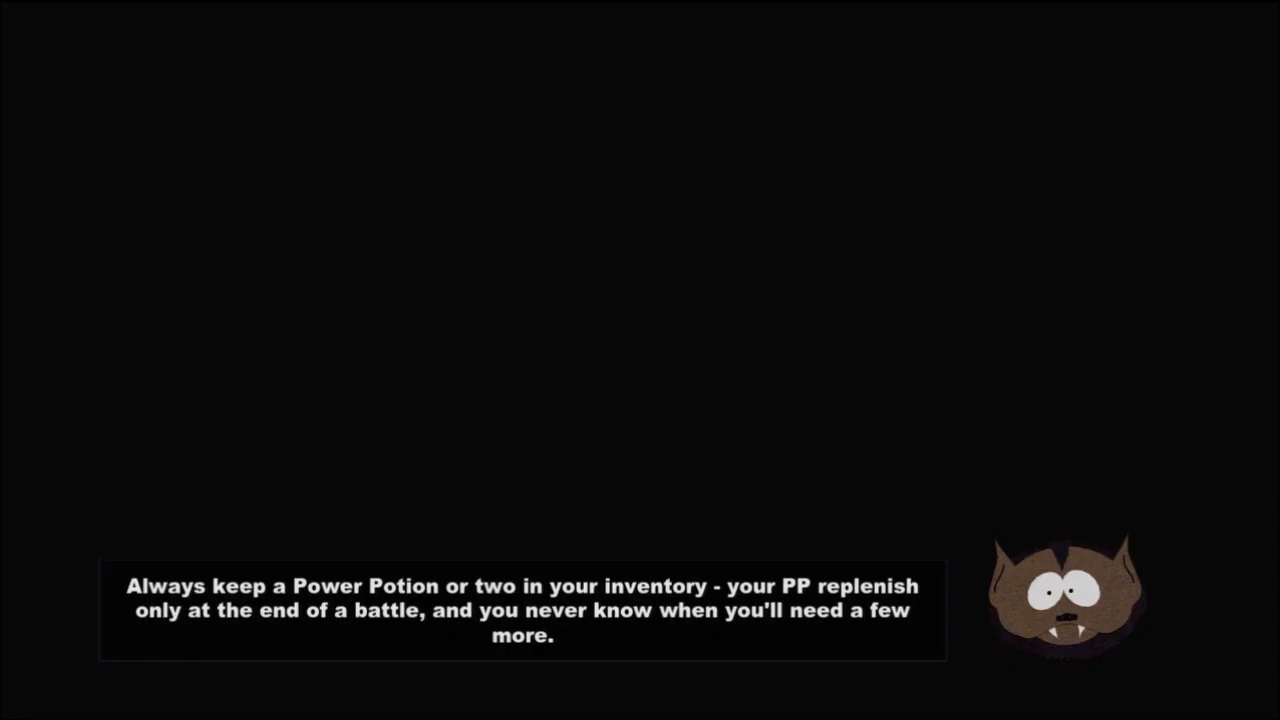 Always keep a Power Potion or two in your inventory - your PP replenish
only at the end of a battle, and you never know when you'll need a few
more.